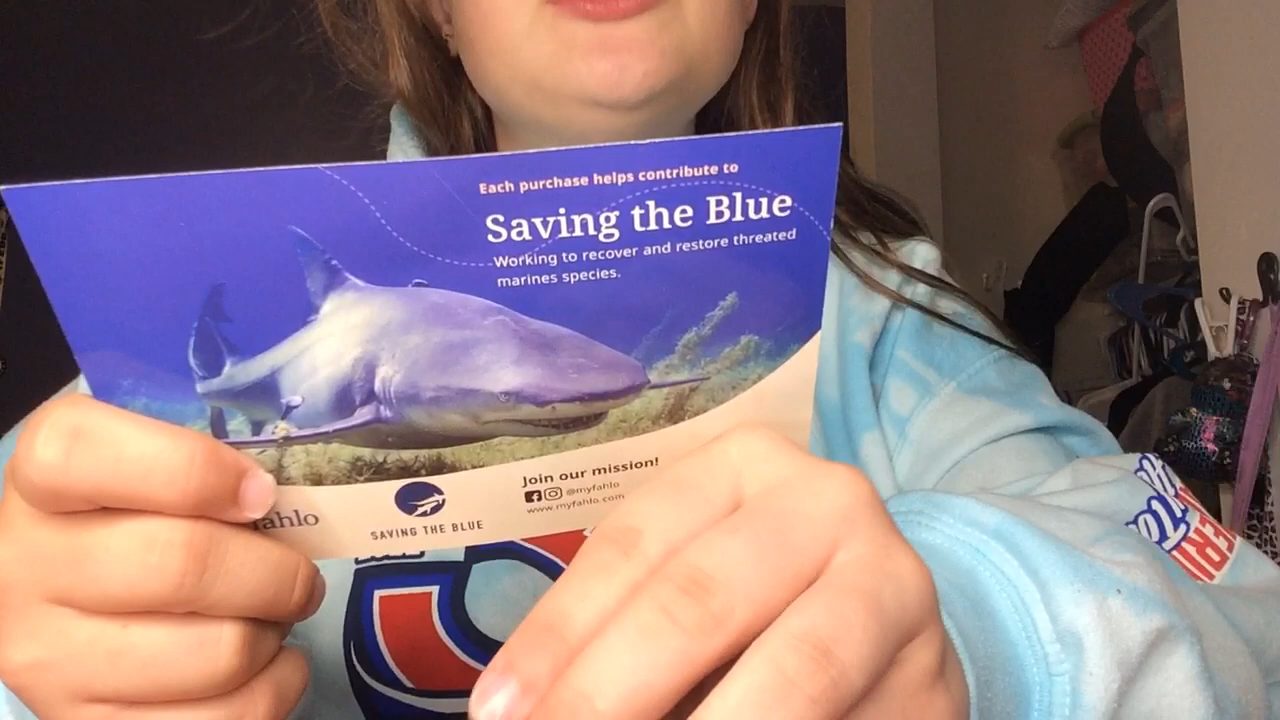 Each purchase helps contribute to
Saving the Blue
Working to recover and restore threated
marines species.
Join our mission!
@myfahlo
www.myfahlo.com
fahlo
SAVING THE BLUE